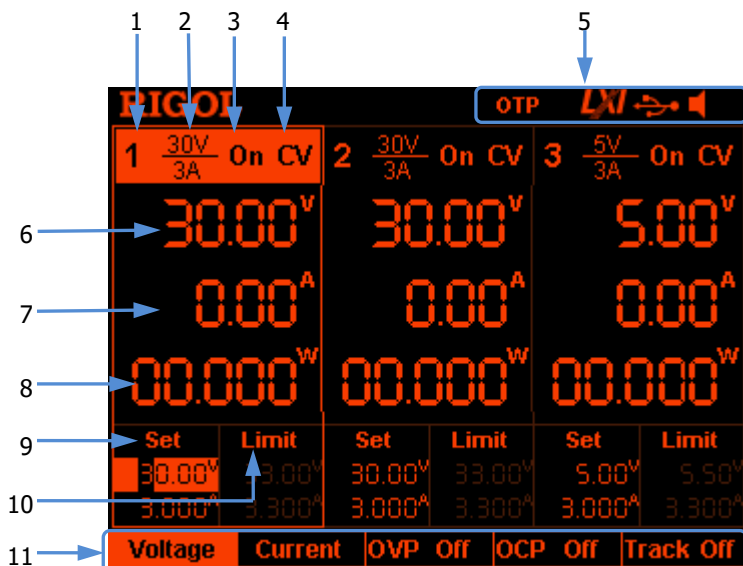 1 2 3 4 5
RIGOL OTP LXI
1 30V/3A On CV 2 30V/3A On CV 3 5V/3A On CV
6 30.00V 30.00V 5.00V
7 0.00A 0.00A 0.00A
8 00.000W 00.000W 00.000W
9 Set Limit Set Limit Set Limit
30.00V 33.00V 30.00V 33.00V 5.00V 5.50V
10 3.000A 3.300A 3.000A 3.300A 3.000A 3.300A
11 Voltage Current OVP Off OCP Off Track Off